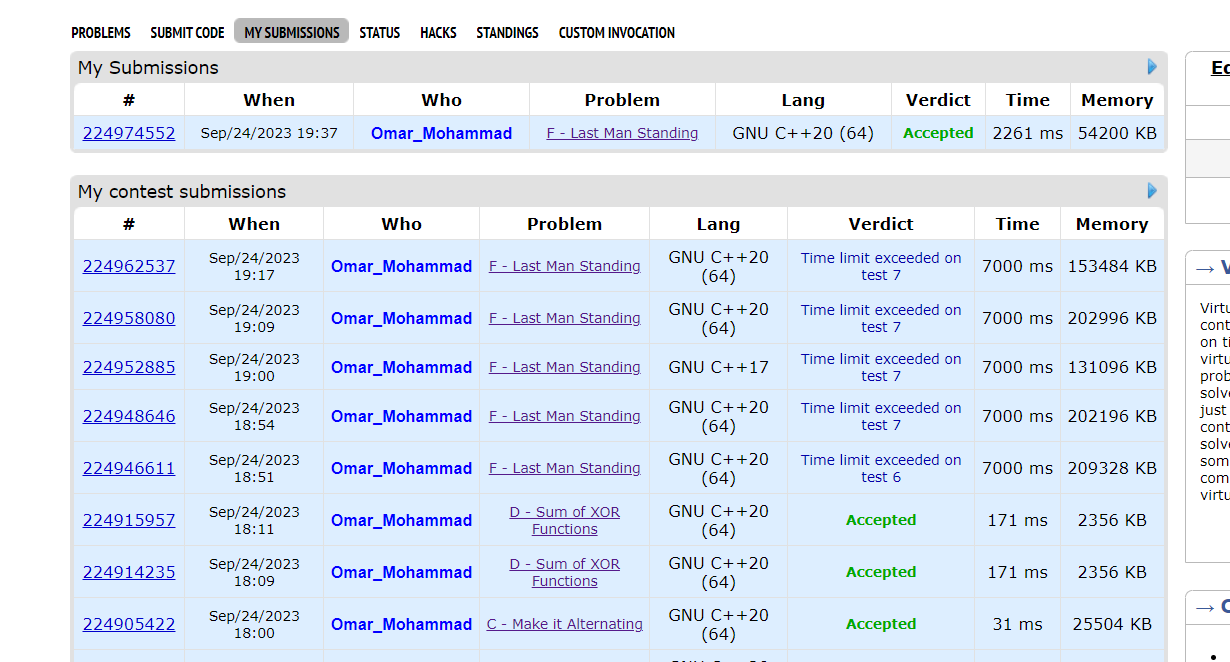 PROBLEMS SUBMIT CODE MY SUBMISSIONS STATUS HACKS STANDINGS CUSTOM INVOCATION
My Submissions
# When Who Problem Lang Verdict Time Memory
224974552 Sep/24/2023 19:37 Omar_Mohammad F - Last Man Standing GNU C++20 (64) Accepted 2261 ms 54200 KB
My contest submissions
# When Who Problem Lang Verdict Time Memory
224962537 Sep/24/2023 19:17 Omar_Mohammad F - Last Man Standing GNU C++20 (64) Time limit exceeded on test 7 7000 ms 153484 KB
224958080 Sep/24/2023 19:09 Omar_Mohammad F - Last Man Standing GNU C++20 (64) Time limit exceeded on test 7 7000 ms 202996 KB
224952885 Sep/24/2023 19:00 Omar_Mohammad F - Last Man Standing GNU C++17 Time limit exceeded on test 7 7000 ms 131096 KB
224948646 Sep/24/2023 18:54 Omar_Mohammad F - Last Man Standing GNU C++20 (64) Time limit exceeded on test 7 7000 ms 202196 KB
224946611 Sep/24/2023 18:51 Omar_Mohammad F - Last Man Standing GNU C++20 (64) Time limit exceeded on test 6 7000 ms 209328 KB
224915957 Sep/24/2023 18:11 Omar_Mohammad D - Sum of XOR Functions GNU C++20 (64) Accepted 171 ms 2356 KB
224914235 Sep/24/2023 18:09 Omar_Mohammad D - Sum of XOR Functions GNU C++20 (64) Accepted 171 ms 2356 KB
224905422 Sep/24/2023 18:00 Omar_Mohammad C - Make it Alternating GNU C++20 (64) Accepted 31 ms 25504 KB
→ V
Virtu
cont
on ti
virtu
prob
solve
just
cont
solve
som
com
virtu